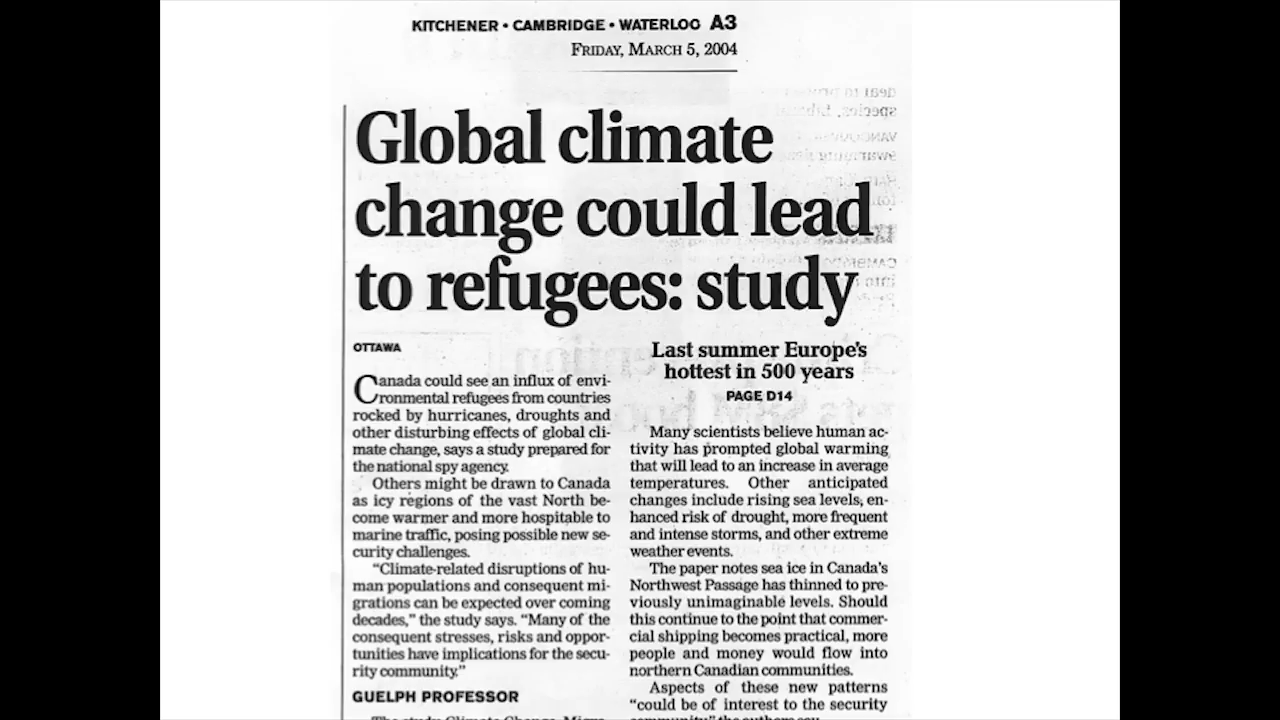 KITCHENER • CAMBRIDGE • WATERLOO A3
FRIDAY, MARCH 5, 2004
Global climate
change could lead
to refugees: study
OTTAWA
Canada could see an influx of envi-
ronmental refugees from countries
rocked by hurricanes, droughts and
other disturbing effects of global cli-
mate change, says a study prepared for
the national spy agency.
Others might be drawn to Canada
as icy regions of the vast North be-
come warmer and more hospitable to
marine traffic, posing possible new se-
curity challenges.
“Climate-related disruptions of hu-
man populations and consequent mi-
grations can be expected over coming
decades,” the study says. “Many of the
consequent stresses, risks and oppor-
tunities have implications for the secu-
rity community.”
GUELPH PROFESSOR
The study Climate Change, Migra-
Last summer Europe’s
hottest in 500 years
PAGE D14
Many scientists believe human ac-
tivity has prompted global warming
that will lead to an increase in average
temperatures. Other anticipated
changes include rising sea levels, en-
hanced risk of drought, more frequent
and intense storms, and other extreme
weather events.
The paper notes sea ice in Canada’s
Northwest Passage has thinned to pre-
viously unimaginable levels. Should
this continue to the point that commer-
cial shipping becomes practical, more
people and money would flow into
northern Canadian communities.
Aspects of these new patterns
“could be of interest to the security
community,” the authors say.